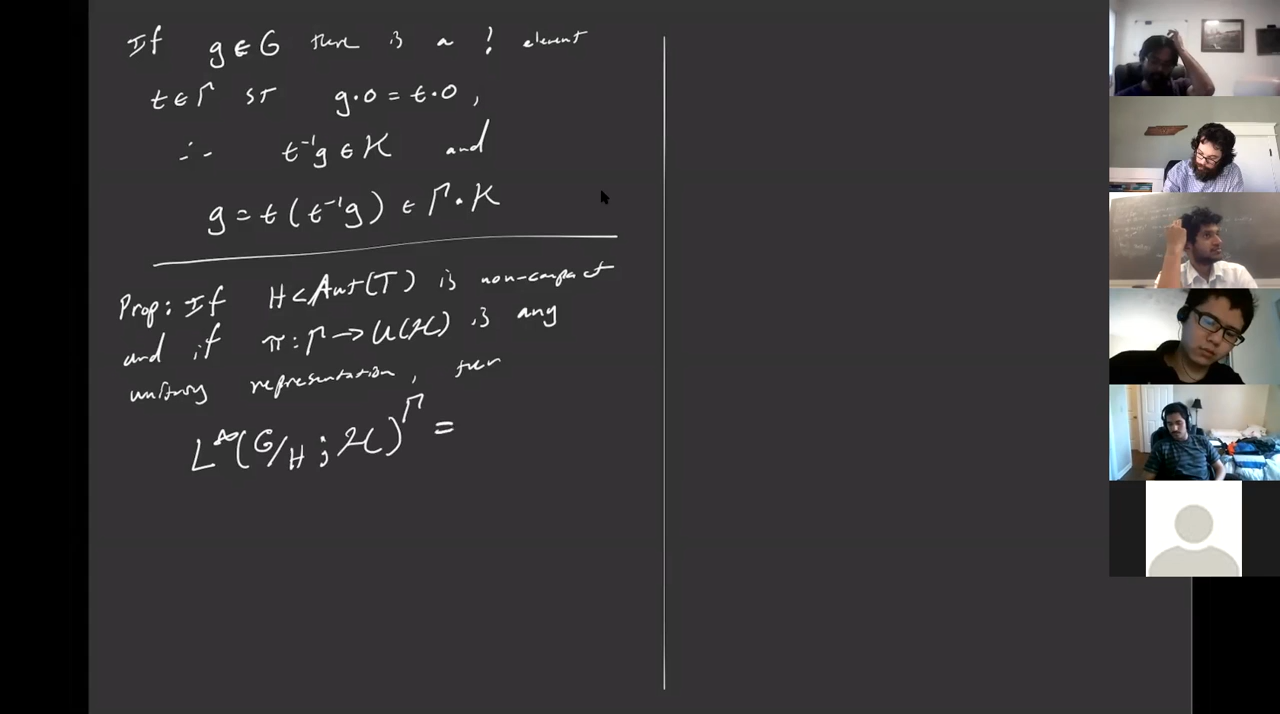 If g ∈ G there is a ! element
t ∈ Γ ST g·o = t·o ,
∴ t⁻¹g ∈ K and
g = t(t⁻¹g) ∈ Γ·K
Prop: If H < Aut(T) is non-compact
and if π: Γ → U(H) is any
unitary representation, then
L^∞(G/H ; H)^Γ =